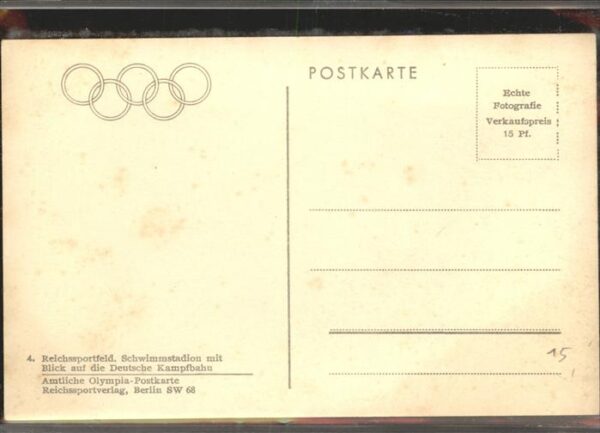 POSTKARTE
Echte
Fotografie
Verkaufspreis
15 Pf.
4. Reichssportfeld. Schwimmstadion mit
Blick auf die Deutsche Kampfbahn
Amtliche Olympia-Postkarte
Reichssportverlag, Berlin SW 68
15